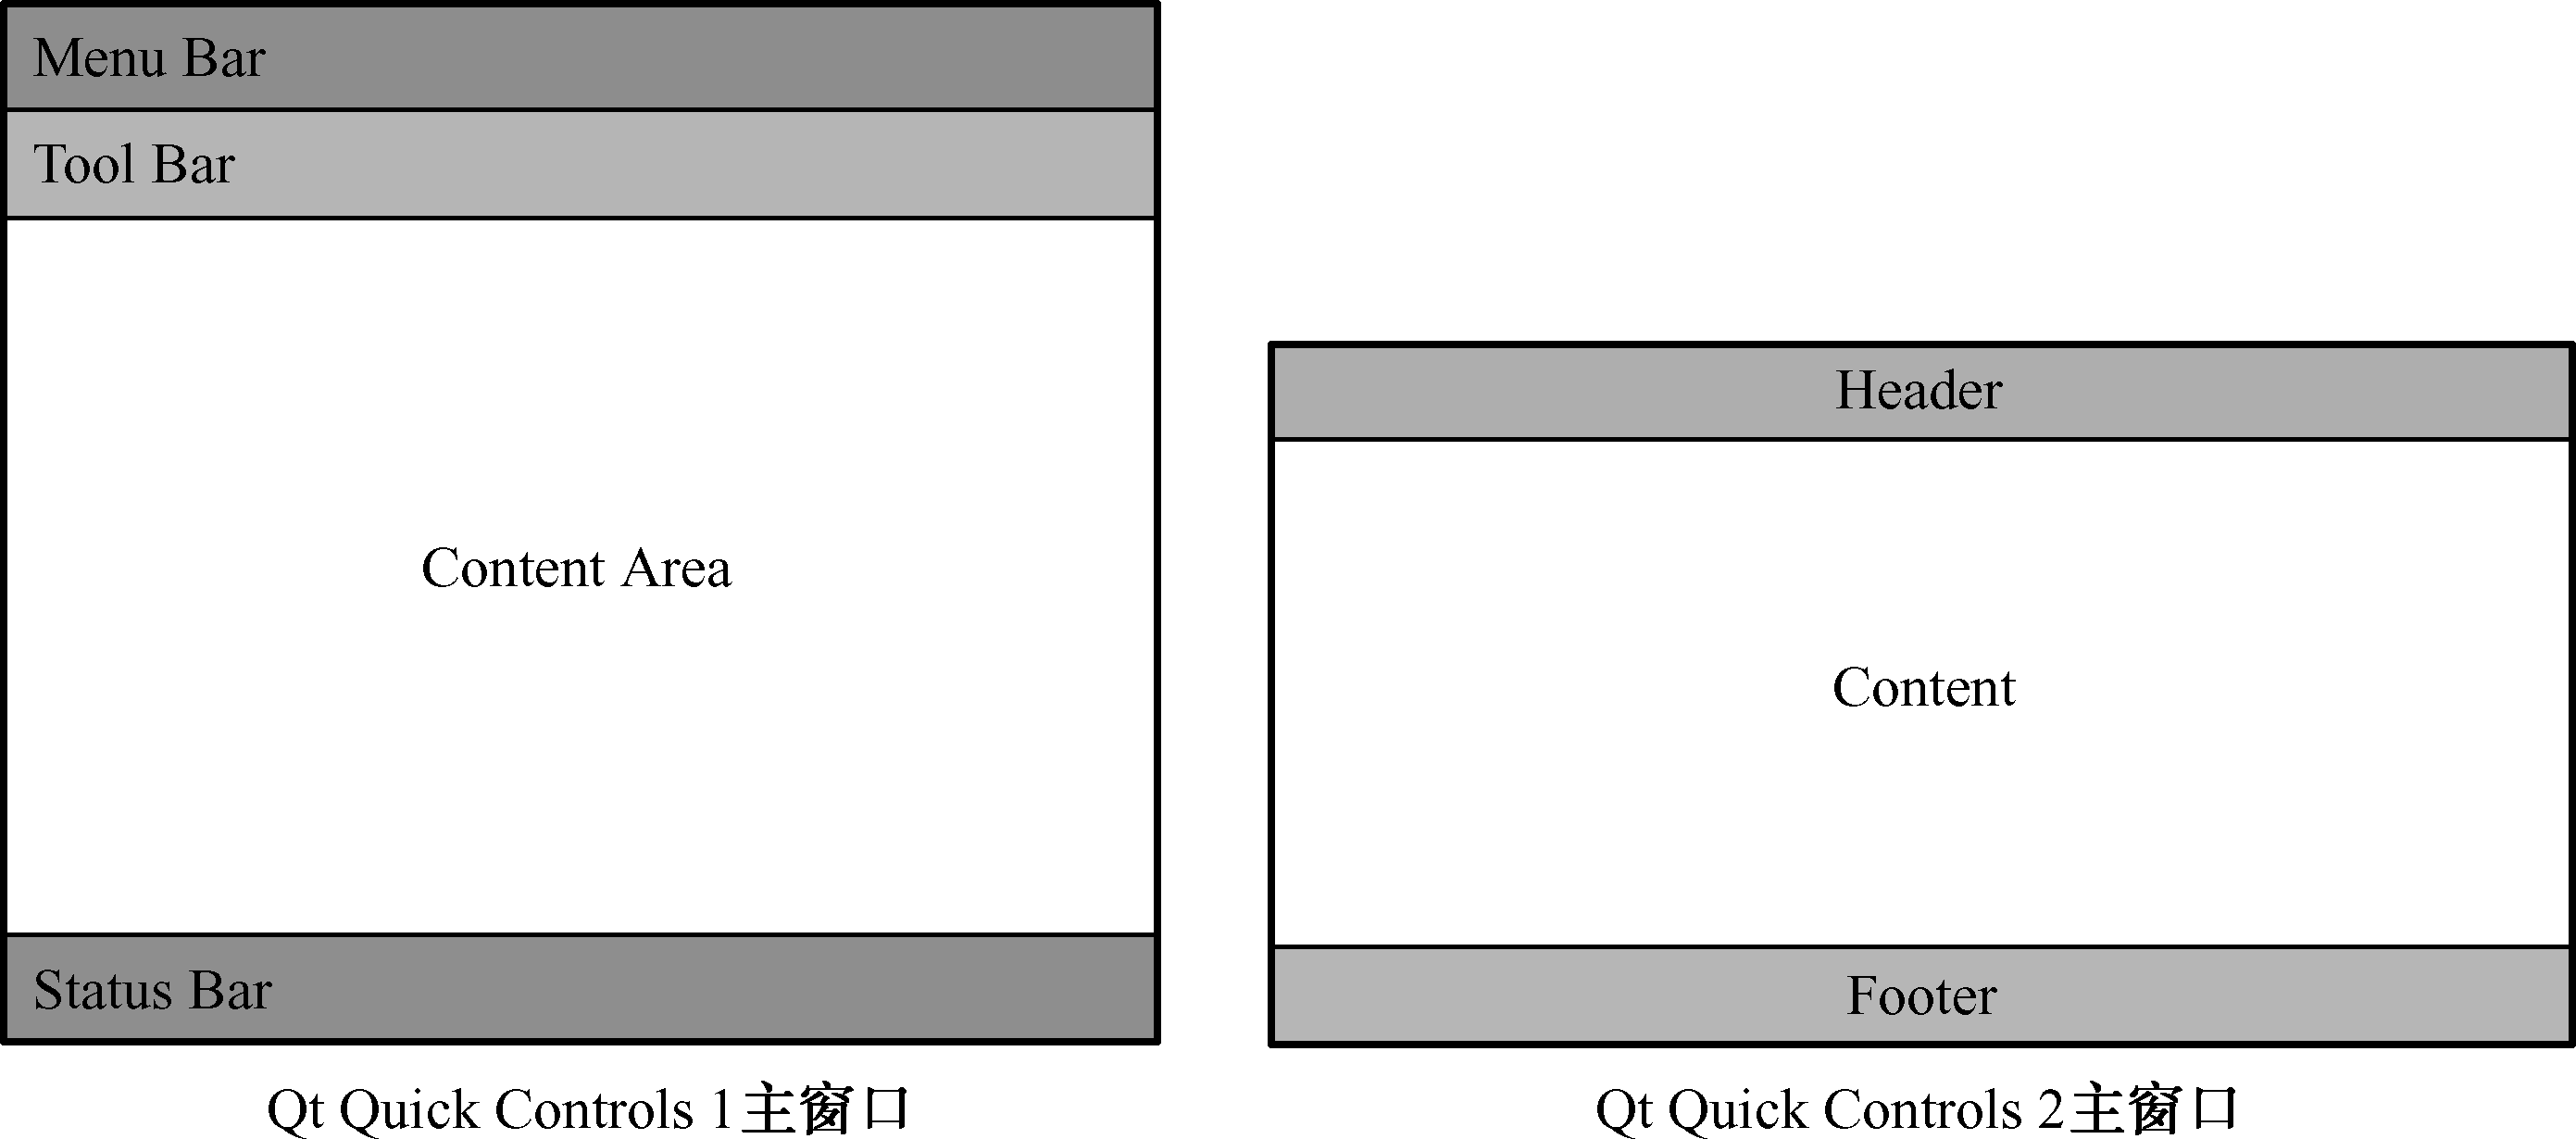 Menu Bar
Tool Bar
Content Area
Status Bar
Qt Quick Controls 1主窗口
Header
Content
Footer
Qt Quick Controls 2主窗口